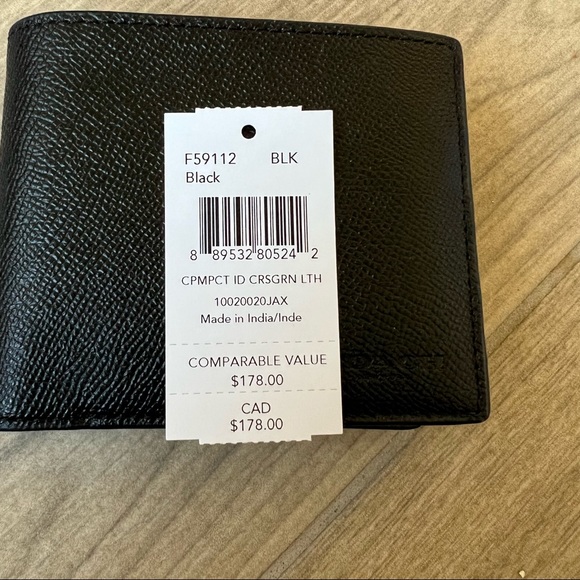 F59112 BLK
Black
8 89532 80524 2
CPMPCT ID CRSGRN LTH
10020020JAX
Made in India/Inde
COMPARABLE VALUE
$178.00
CAD
$178.00
COACH